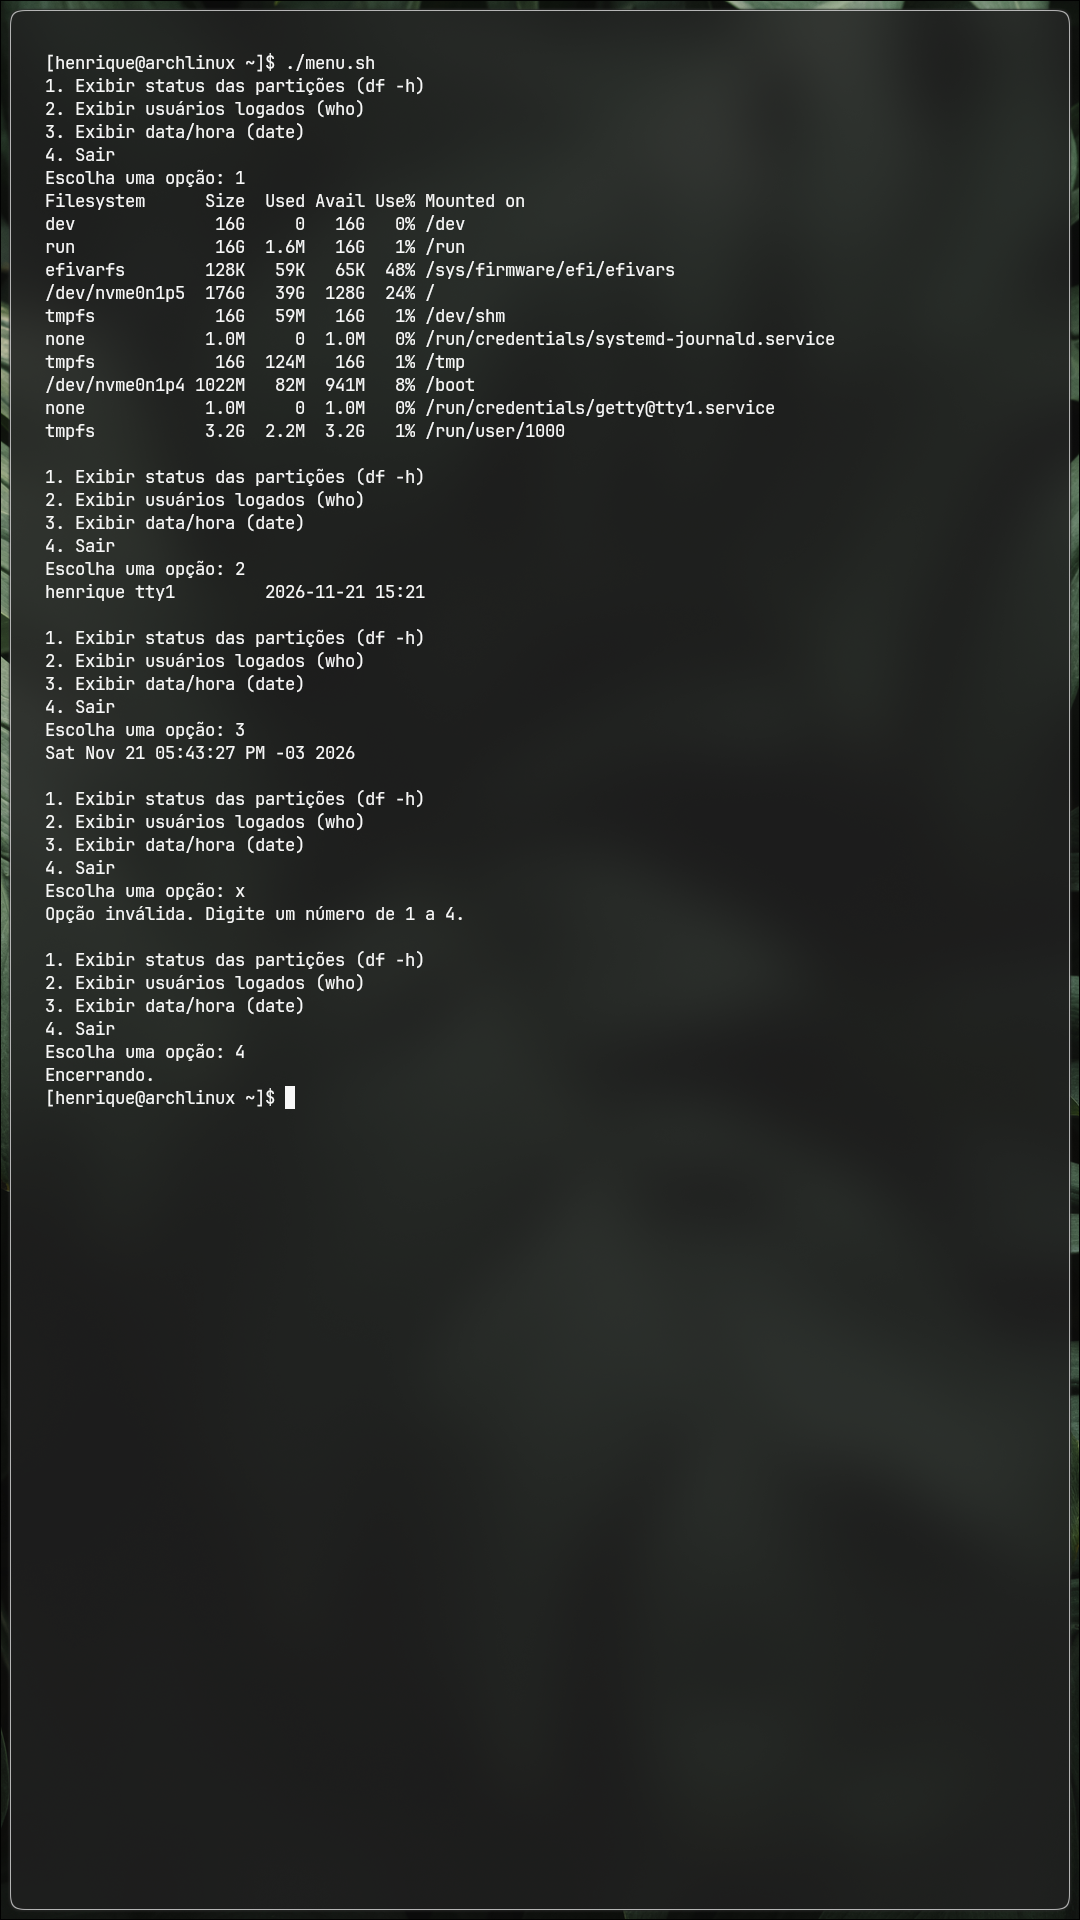 [henrique@archlinux ~]$ ./menu.sh
1. Exibir status das partições (df -h)
2. Exibir usuários logados (who)
3. Exibir data/hora (date)
4. Sair
Escolha uma opção: 1
Filesystem      Size  Used Avail Use% Mounted on
dev              16G     0   16G   0% /dev
run              16G  1.6M   16G   1% /run
efivarfs        128K   59K   65K  48% /sys/firmware/efi/efivars
/dev/nvme0n1p5  176G   39G  128G  24% /
tmpfs            16G   59M   16G   1% /dev/shm
none            1.0M     0  1.0M   0% /run/credentials/systemd-journald.service
tmpfs            16G  124M   16G   1% /tmp
/dev/nvme0n1p4 1022M   82M  941M   8% /boot
none            1.0M     0  1.0M   0% /run/credentials/getty@tty1.service
tmpfs           3.2G  2.2M  3.2G   1% /run/user/1000

1. Exibir status das partições (df -h)
2. Exibir usuários logados (who)
3. Exibir data/hora (date)
4. Sair
Escolha uma opção: 2
henrique tty1         2026-11-21 15:21

1. Exibir status das partições (df -h)
2. Exibir usuários logados (who)
3. Exibir data/hora (date)
4. Sair
Escolha uma opção: 3
Sat Nov 21 05:43:27 PM -03 2026

1. Exibir status das partições (df -h)
2. Exibir usuários logados (who)
3. Exibir data/hora (date)
4. Sair
Escolha uma opção: x
Opção inválida. Digite um número de 1 a 4.

1. Exibir status das partições (df -h)
2. Exibir usuários logados (who)
3. Exibir data/hora (date)
4. Sair
Escolha uma opção: 4
Encerrando.
[henrique@archlinux ~]$